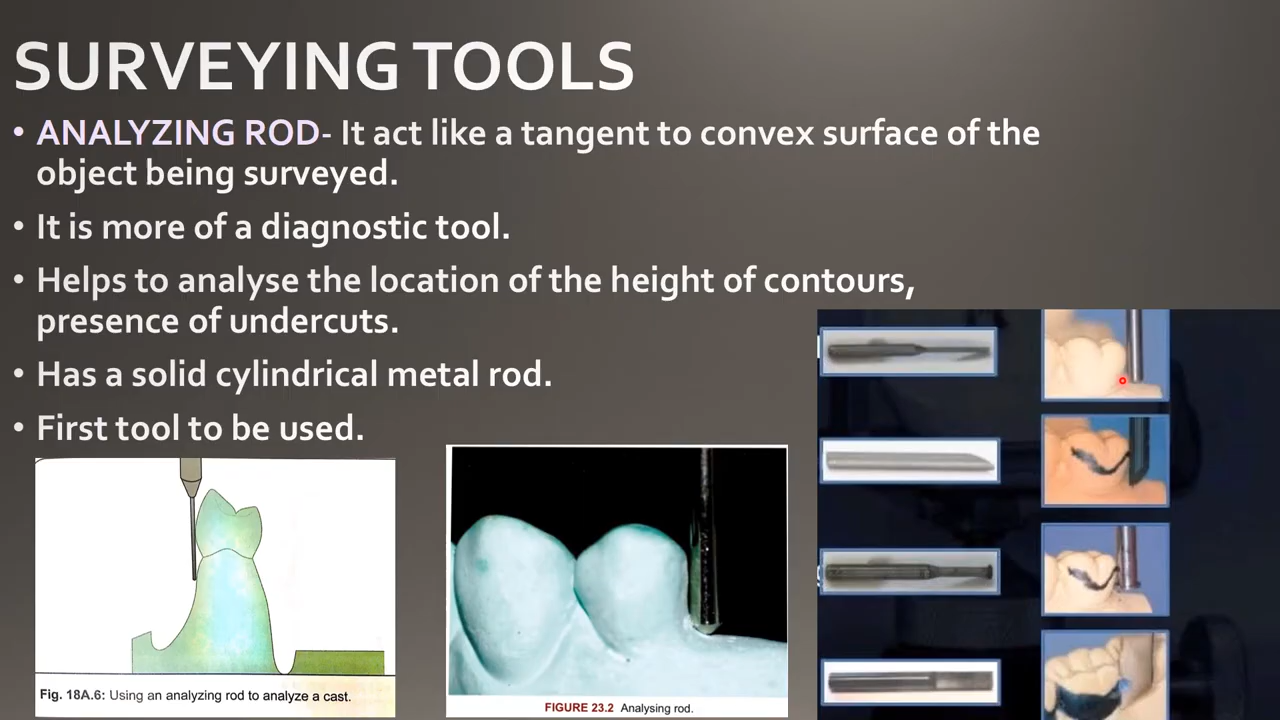 SURVEYING TOOLS
• ANALYZING ROD- It act like a tangent to convex surface of the
object being surveyed.
• It is more of a diagnostic tool.
• Helps to analyse the location of the height of contours,
presence of undercuts.
• Has a solid cylindrical metal rod.
• First tool to be used.
Fig. 18A.6: Using an analyzing rod to analyze a cast.
FIGURE 23.2 Analysing rod.